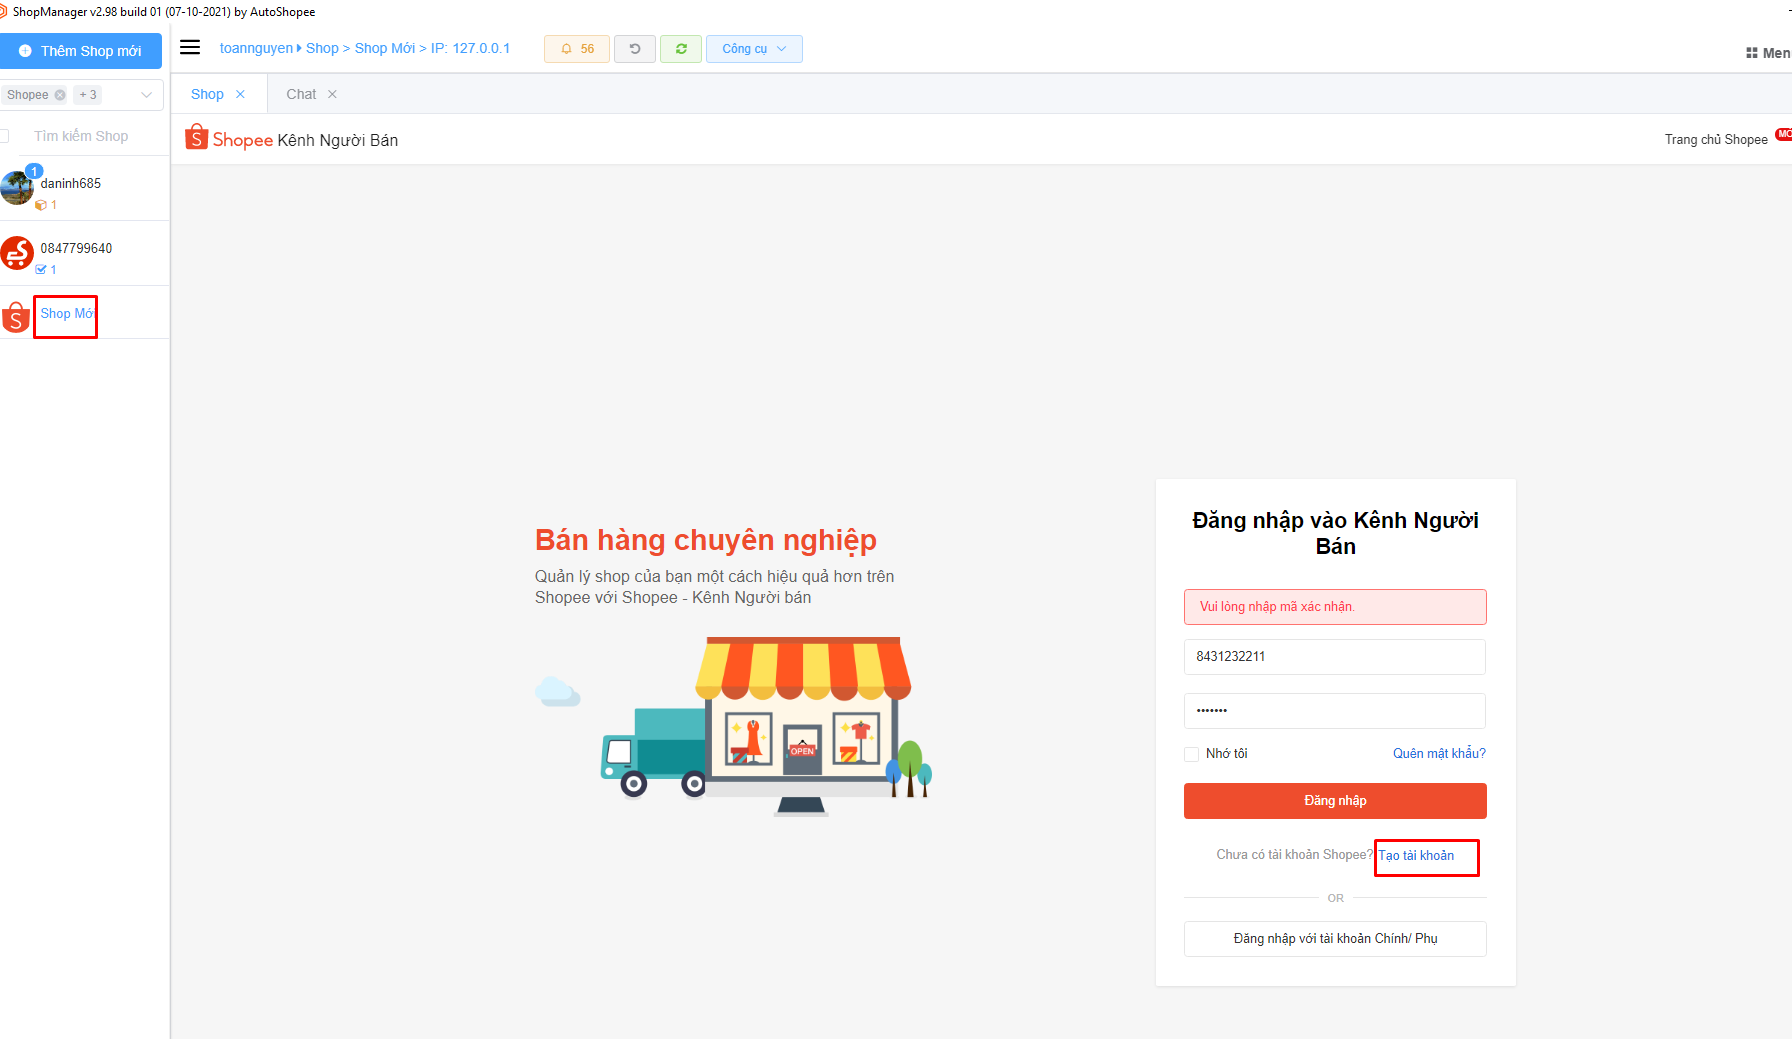 ShopManager v2.98 build 01 (07-10-2021) by AutoShopee
Thêm Shop mới
toannguyen Shop > Shop Mới > IP: 127.0.0.1
56
Công cụ
Shopee
+ 3
Shop
Chat
Tìm kiếm Shop
Shopee Kênh Người Bán
Trang chủ Shopee
1
daninh685
1
0847799640
1
Shop Mới
Bán hàng chuyên nghiệp
Quản lý shop của bạn một cách hiệu quả hơn trên
Shopee với Shopee - Kênh Người bán
OPEN
Đăng nhập vào Kênh Người
Bán
Vui lòng nhập mã xác nhận.
8431232211
•••••••
Nhớ tôi
Quên mật khẩu?
Đăng nhập
Chưa có tài khoản Shopee? Tạo tài khoản
OR
Đăng nhập với tài khoản Chính/ Phụ